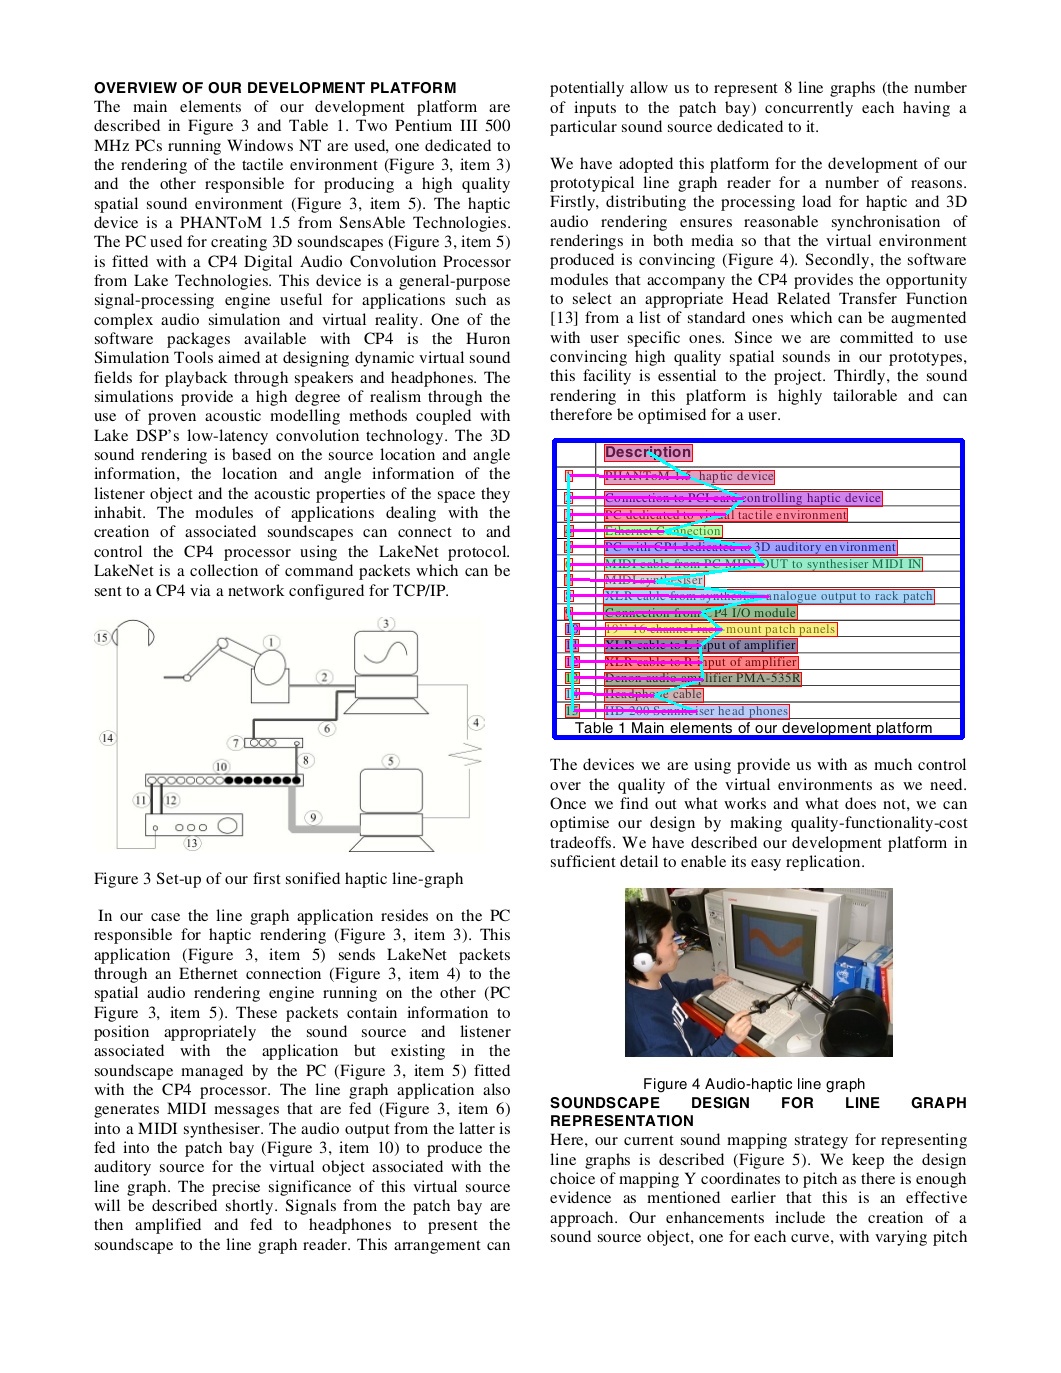 OVERVIEW OF OUR DEVELOPMENT PLATFORM
The main elements of our development platform are
described in Figure 3 and Table 1. Two Pentium III 500
MHz PCs running Windows NT are used, one dedicated to
the rendering of the tactile environment (Figure 3, item 3)
and the other responsible for producing a high quality
spatial sound environment (Figure 3, item 5). The haptic
device is a PHANToM 1.5 from SensAble Technologies.
The PC used for creating 3D soundscapes (Figure 3, item 5)
is fitted with a CP4 Digital Audio Convolution Processor
from Lake Technologies. This device is a general-purpose
signal-processing engine useful for applications such as
complex audio simulation and virtual reality. One of the
software packages available with CP4 is the Huron
Simulation Tools aimed at designing dynamic virtual sound
fields for playback through speakers and headphones. The
simulations provide a high degree of realism through the
use of proven acoustic modelling methods coupled with
Lake DSP's low-latency convolution technology. The 3D
sound rendering is based on the source location and angle
information, the location and angle information of the
listener object and the acoustic properties of the space they
inhabit. The modules of applications dealing with the
creation of associated soundscapes can connect to and
control the CP4 processor using the LakeNet protocol.
LakeNet is a collection of command packets which can be
sent to a CP4 via a network configured for TCP/IP.
15
1
3
2
6
4
14
7
8
10
5
11
12
9
13
Figure 3 Set-up of our first sonified haptic line-graph
In our case the line graph application resides on the PC
responsible for haptic rendering (Figure 3, item 3). This
application (Figure 3, item 5) sends LakeNet packets
through an Ethernet connection (Figure 3, item 4) to the
spatial audio rendering engine running on the other (PC
Figure 3, item 5). These packets contain information to
position appropriately the sound source and listener
associated with the application but existing in the
soundscape managed by the PC (Figure 3, item 5) fitted
with the CP4 processor. The line graph application also
generates MIDI messages that are fed (Figure 3, item 6)
into a MIDI synthesiser. The audio output from the latter is
fed into the patch bay (Figure 3, item 10) to produce the
auditory source for the virtual object associated with the
line graph. The precise significance of this virtual source
will be described shortly. Signals from the patch bay are
then amplified and fed to headphones to present the
soundscape to the line graph reader. This arrangement can
potentially allow us to represent 8 line graphs (the number
of inputs to the patch bay) concurrently each having a
particular sound source dedicated to it.
We have adopted this platform for the development of our
prototypical line graph reader for a number of reasons.
Firstly, distributing the processing load for haptic and 3D
audio rendering ensures reasonable synchronisation of
renderings in both media so that the virtual environment
produced is convincing (Figure 4). Secondly, the software
modules that accompany the CP4 provides the opportunity
to select an appropriate Head Related Transfer Function
[13] from a list of standard ones which can be augmented
with user specific ones. Since we are committed to use
convincing high quality spatial sounds in our prototypes,
this facility is essential to the project. Thirdly, the sound
rendering in this platform is highly tailorable and can
therefore be optimised for a user.
Description
PHANToM 1.5 haptic device
Connection to PCI card controlling haptic device
PC dedicated to virtual tactile environment
Ethernet Connection
PC with CP4 dedicated to 3D auditory environment
MIDI cable from PC MIDI OUT to synthesiser MIDI IN
MIDI synthesiser
XLR cable from synthesiser analogue output to rack patch
Connection from CP4 I/O module
19" 16 channel rack mount patch panels
XLR cable to L input of amplifier
XLR cable to R input of amplifier
Denon audio amplifier PMA-535R
Headphone cable
HD 200 Sennheiser head phones
Table 1 Main elements of our development platform
The devices we are using provide us with as much control
over the quality of the virtual environments as we need.
Once we find out what works and what does not, we can
optimise our design by making quality-functionality-cost
tradeoffs. We have described our development platform in
sufficient detail to enable its easy replication.
Figure 4 Audio-haptic line graph
SOUNDSCAPE DESIGN FOR LINE GRAPH
REPRESENTATION
Here, our current sound mapping strategy for representing
line graphs is described (Figure 5). We keep the design
choice of mapping Y coordinates to pitch as there is enough
evidence as mentioned earlier that this is an effective
approach. Our enhancements include the creation of a
sound source object, one for each curve, with varying pitch